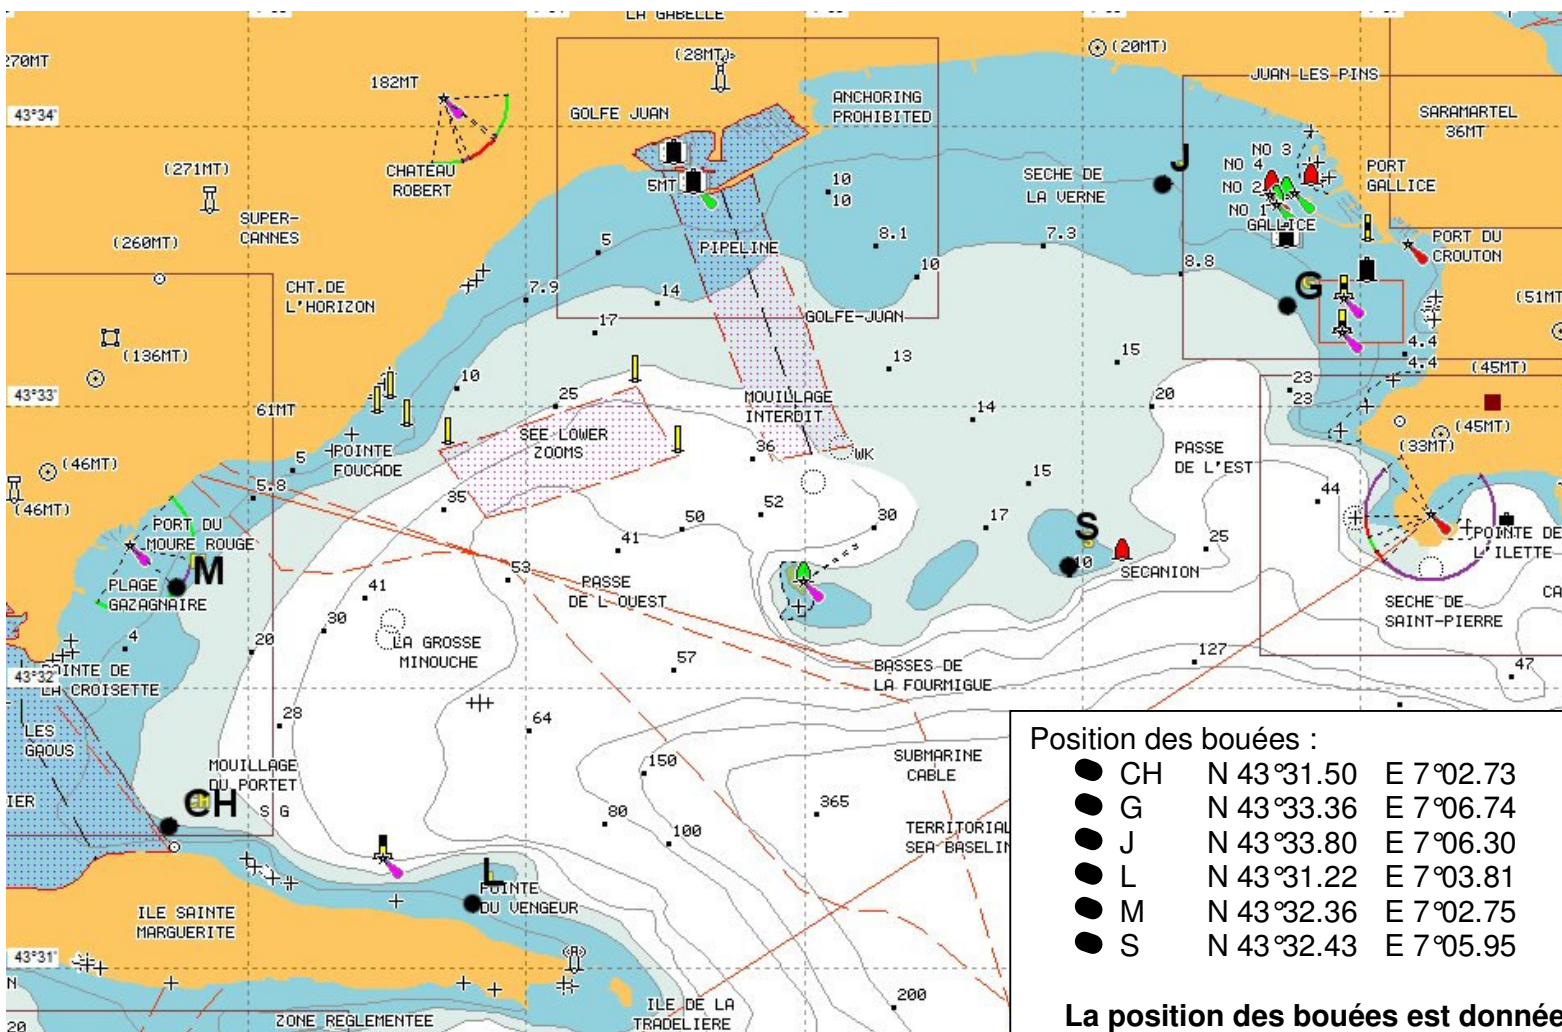 LA GABELLE
(28MT)
(20MT)
270MT
182MT
JUAN LES PINS
43°34'
GOLFE JUAN
ANCHORING
PROHIBITED
SARAMARTEL
36MT
CHATEAU
ROBERT
(271MT)
5MT
10
10
SECHE DE
LA VERNE
J
NO 3
NO 4
NO 2
NO 1
GALLICE
PORT
GALLICE
SUPER-
CANNES
(260MT)
PIPELINE
5
8.1
7.3
PORT DU
CROUTON
CHT.DE
L'HORIZON
7.9
14
10
8.8
G
(51MT
GOLFE-JUAN
17
(136MT)
13
15
4.4
4.4
(45MT)
10
43°33'
61MT
25
MOUILLAGE
INTERDIT
14
20
23
23
SEE LOWER
ZOOMS
POINTE
FOUCADE
36
WK
PASSE
DE L'EST
(45MT)
(33MT)
(46MT)
(46MT)
5
5.8
35
52
50
30
15
17
44
PORT DU
MOURE ROUGE
M
41
S
10
25
SECANION
POINTE DE
L'ILETTE
PLAGE
GAZAGNAIRE
41
53
PASSE
DE L'OUEST
SECHE DE
SAINT-PIERRE
CA
4
30
20
LA GROSSE
MINOUCHE
57
BASSES DE
LA FOURMIGUE
127
47
43°32'
POINTE DE
LA CROISETTE
28
64
LES
GAOUS
MOUILLAGE
DU PORTET
CH
S G
150
SUBMARINE
CABLE
IER
80
100
365
TERRITORIAL
SEA BASELIN
L
POINTE
DU VENGEUR
ILE SAINTE
MARGUERITE
43°31'
N
200
20
ZONE REGLEMENTEE
ILE DE LA
TRADELIERE
Position des bouées :
CH N 43°31.50 E 7°02.73
G N 43°33.36 E 7°06.74
J N 43°33.80 E 7°06.30
L N 43°31.22 E 7°03.81
M N 43°32.36 E 7°02.75
S N 43°32.43 E 7°05.95
La position des bouées est donnée